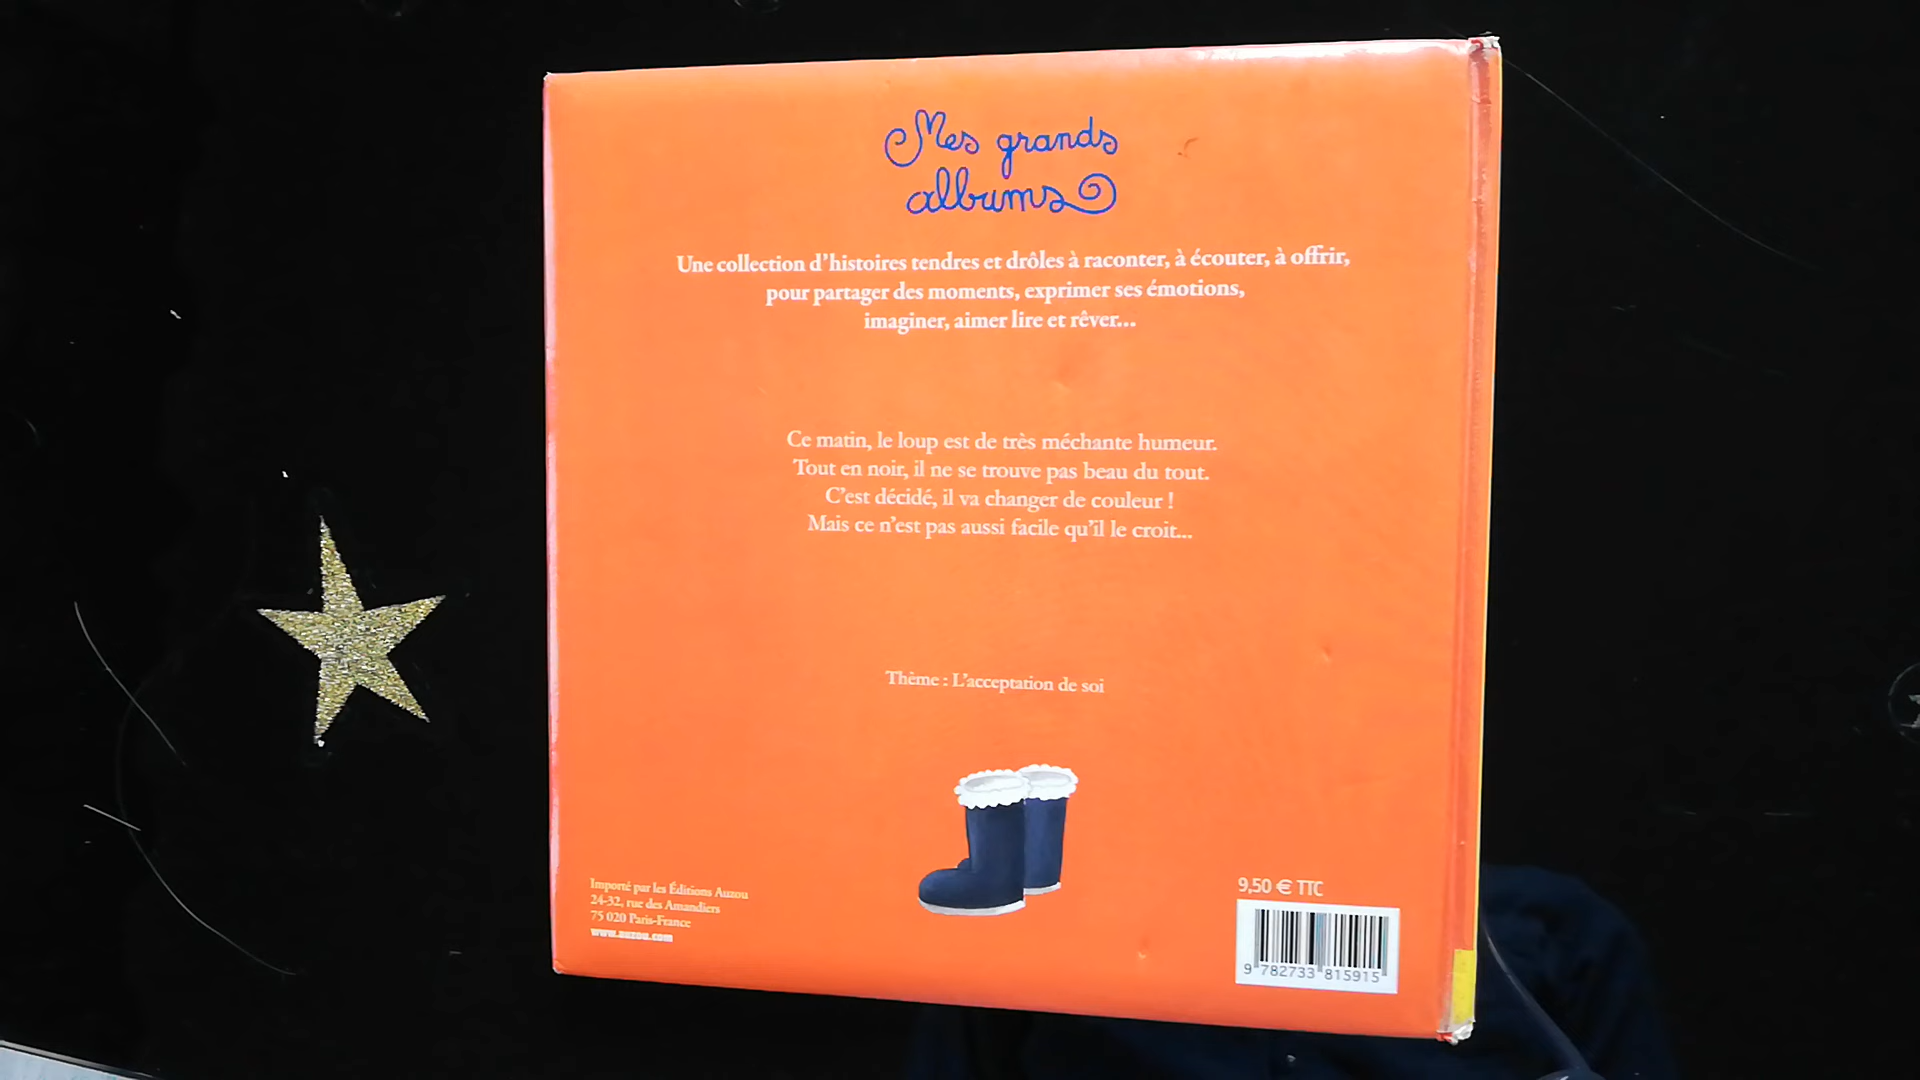 Mes grands
albums
Une collection d'histoires tendres et drôles à raconter, à écouter, à offrir,
pour partager des moments, exprimer ses émotions,
imaginer, aimer lire et rêver...
Ce matin, le loup est de très méchante humeur.
Tout en noir, il ne se trouve pas beau du tout.
C'est décidé, il va changer de couleur !
Mais ce n'est pas aussi facile qu'il le croit...
Thème : L'acceptation de soi
Importé par les Éditions Auzou
24-32, rue des Amandiers
75 020 Paris-France
www.auzou.com
9,50 € TTC
9 782733 815915